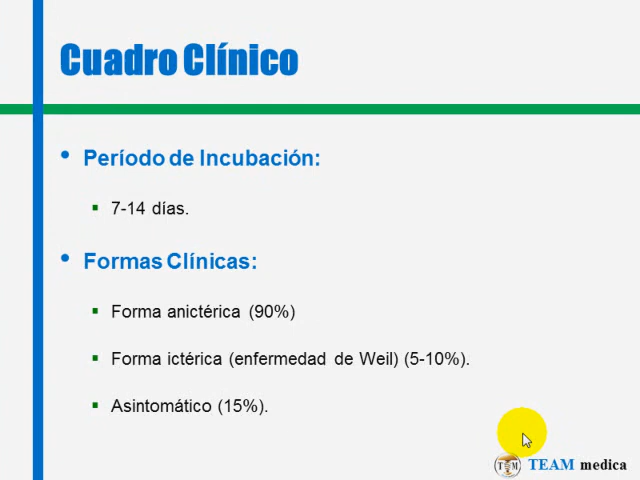 Cuadro Clínico
Período de Incubación:
7-14 días.
Formas Clínicas:
Forma anictérica (90%)
Forma ictérica (enfermedad de Weil) (5-10%).
Asintomático (15%).
TEAM medica